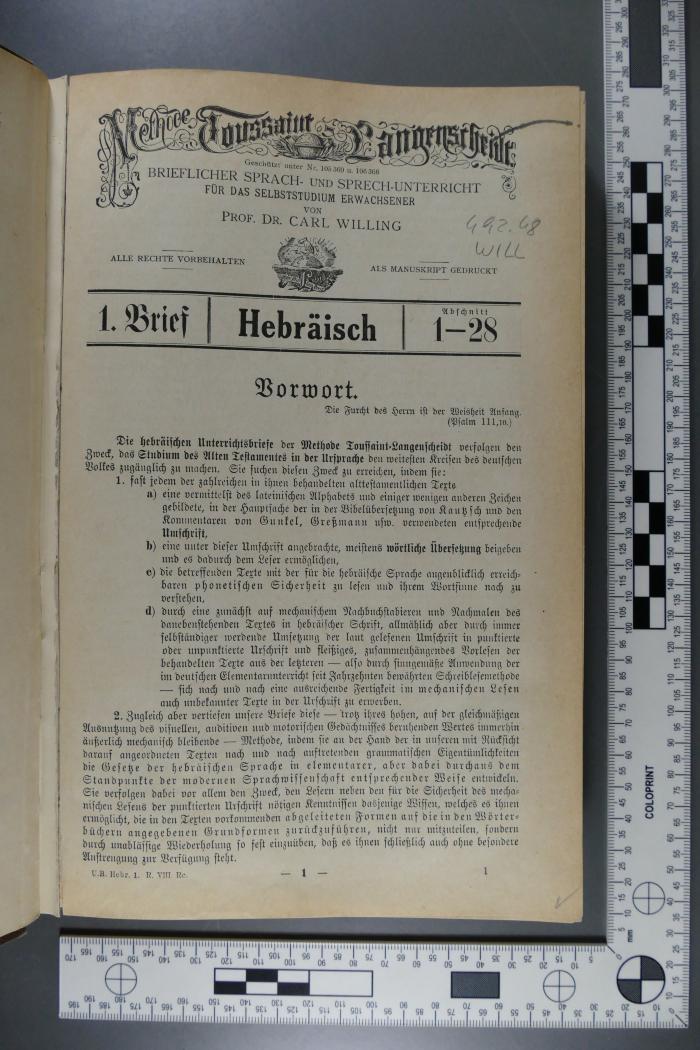 Methode Toussaint-Langenscheidt
Geschützt unter Nr. 106 369 u. 106 366
BRIEFLICHER SPRACH- UND SPRECH-UNTERRICHT
FÜR DAS SELBSTSTUDIUM ERWACHSENER
VON
PROF. DR. CARL WILLING
492.48
WILL
ALLE RECHTE VORBEHALTEN
ALS MANUSKRIPT GEDRUCKT
1. Brief
Hebräisch
Abschnitt
1—28
Vorwort.
Die Furcht des Herrn ist der Weisheit Anfang.
(Psalm 111,10.)
Die hebräischen Unterrichtsbriefe der Methode Toussaint-Langenscheidt verfolgen den
Zweck, das Studium des Alten Testamentes in der Ursprache den weitesten Kreisen des deutschen
Volkes zugänglich zu machen. Sie suchen diesen Zweck zu erreichen, indem sie:
1. fast jedem der zahlreichen in ihnen behandelten alttestamentlichen Texte
a) eine vermittelst des lateinischen Alphabets und einiger wenigen anderen Zeichen
gebildete, in der Hauptsache der in der Bibelübersetzung von Kautzsch und den
Kommentaren von Gunkel, Greßmann usw. verwendeten entsprechende
Umschrift,
b) eine unter dieser Umschrift angebrachte, meistens wörtliche Übersetzung beigeben
und es dadurch dem Leser ermöglichen,
c) die betreffenden Texte mit der für die hebräische Sprache augenblicklich erreich-
baren phonetischen Sicherheit zu lesen und ihrem Wortsinne nach zu
verstehen,
d) durch eine zunächst auf mechanischem Nachbuchstabieren und Nachmalen des
danebenstehenden Textes in hebräischer Schrift, allmählich aber durch immer
selbständiger werdende Umsetzung der laut gelesenen Umschrift in punktierte
oder unpunktierte Urschrift und fleißiges, zusammenhängendes Vorlesen der
behandelten Texte aus der letzteren — also durch sinngemäße Anwendung der
im deutschen Elementarunterricht seit Jahrzehnten bewährten Schreiblesemethode
— sich nach und nach eine ausreichende Fertigkeit im mechanischen Lesen
auch unbekannter Texte in der Urschrift zu erwerben.
2. Zugleich aber vertiefen unsere Briefe diese — trotz ihres hohen, auf der gleichmäßigen
Ausnutzung des visuellen, auditiven und motorischen Gedächtnisses beruhenden Wertes immerhin
äußerlich mechanisch bleibende — Methode, indem sie an der Hand der in unseren mit Rücksicht
darauf angeordneten Texten nach und nach auftretenden grammatischen Eigentümlichkeiten
die Gesetze der hebräischen Sprache in elementarer, aber dabei durchaus dem
Standpunkte der modernen Sprachwissenschaft entsprechender Weise entwickeln.
Sie verfolgen dabei vor allem den Zweck, den Lesern neben den für die Sicherheit des mecha-
nischen Lesens der punktierten Urschrift nötigen Kenntnissen dasjenige Wissen, welches es ihnen
ermöglicht, die in den Texten vorkommenden abgeleiteten Formen auf die in den Wörter-
büchern angegebenen Grundformen zurückzuführen, nicht nur mitzuteilen, sondern
durch unablässige Wiederholung so fest einzuüben, daß es ihnen schließlich auch ohne besondere
Anstrengung zur Verfügung steht.
U.B. Hebr. 1. R. VIII. Re.
— 1 —
1
COLOPRINT
mm